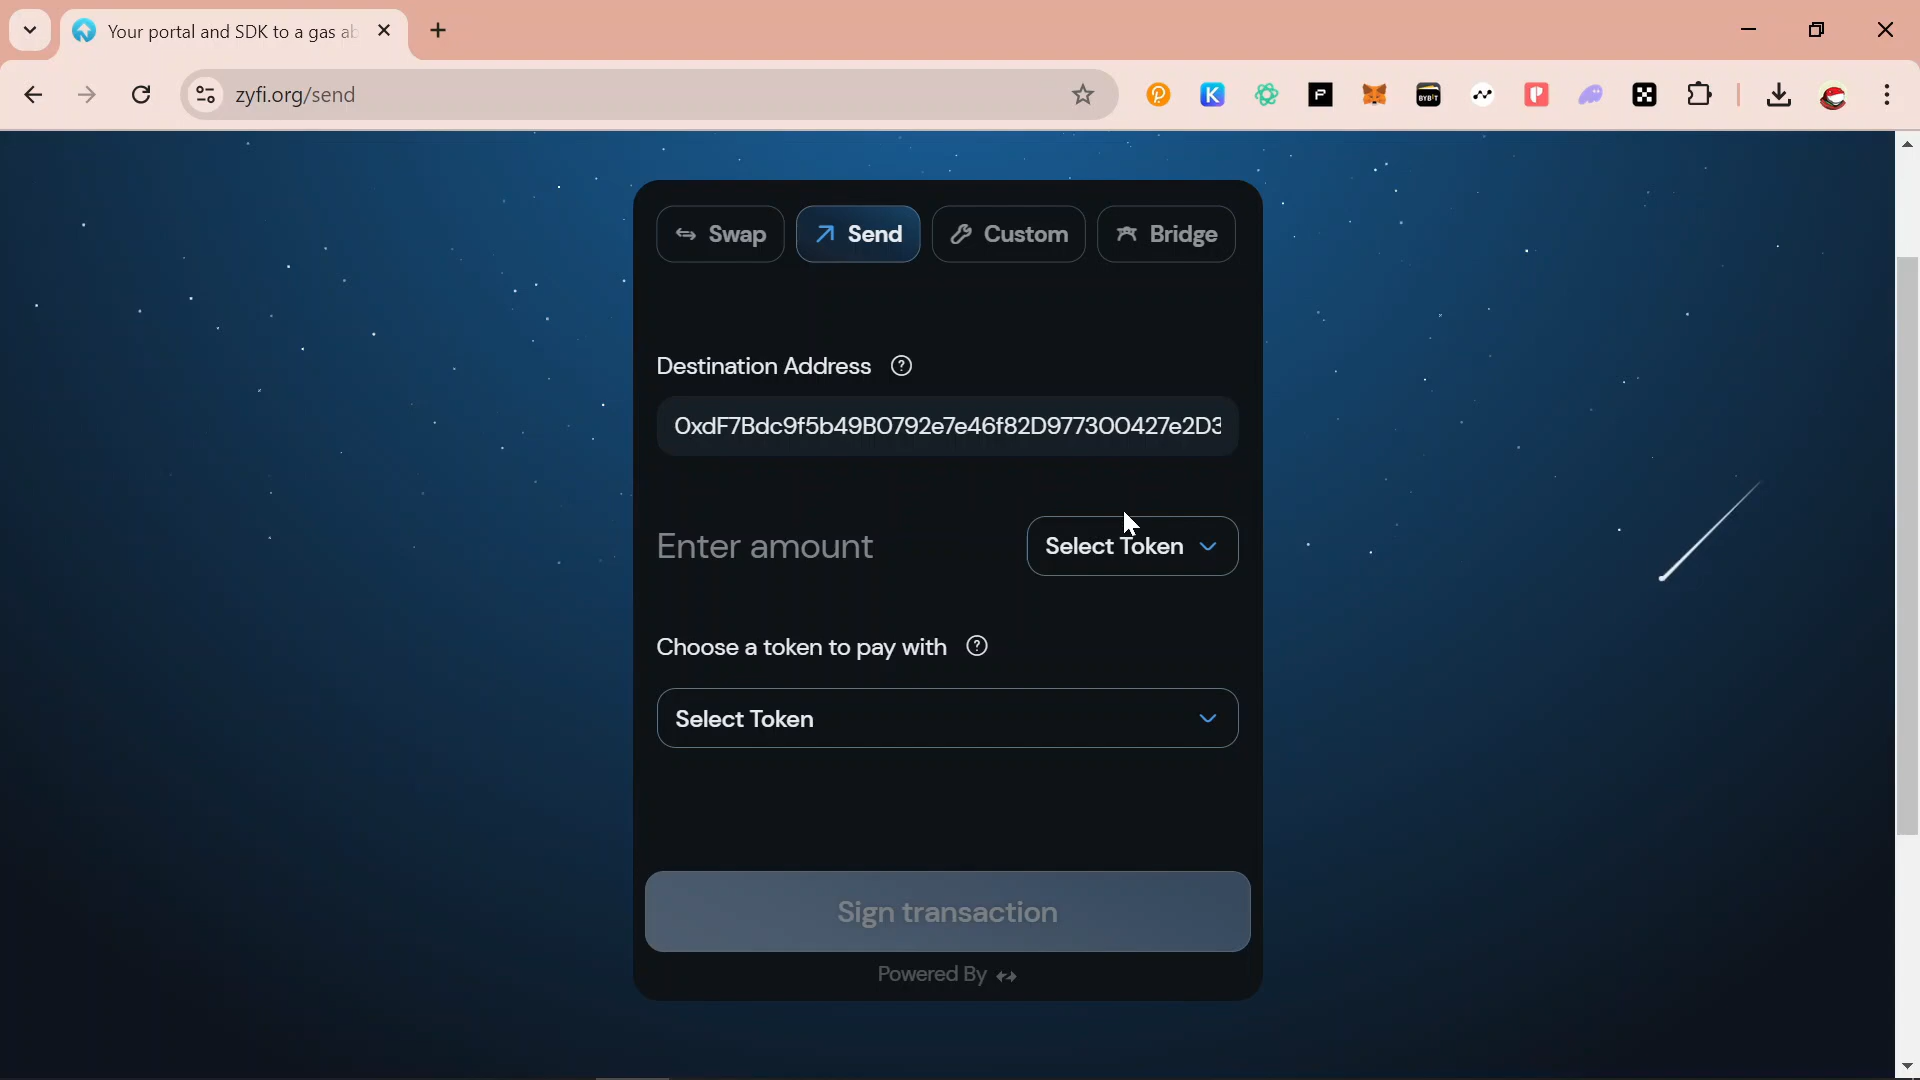 Your portal and SDK to a gas ab
zyfi.org/send
BYBIT
Swap
Send
Custom
Bridge
Destination Address
0xdF7Bdc9f5b49B0792e7e46f82D977300427e2D3
Enter amount
Select Token
Choose a token to pay with
Select Token
Sign transaction
Powered By